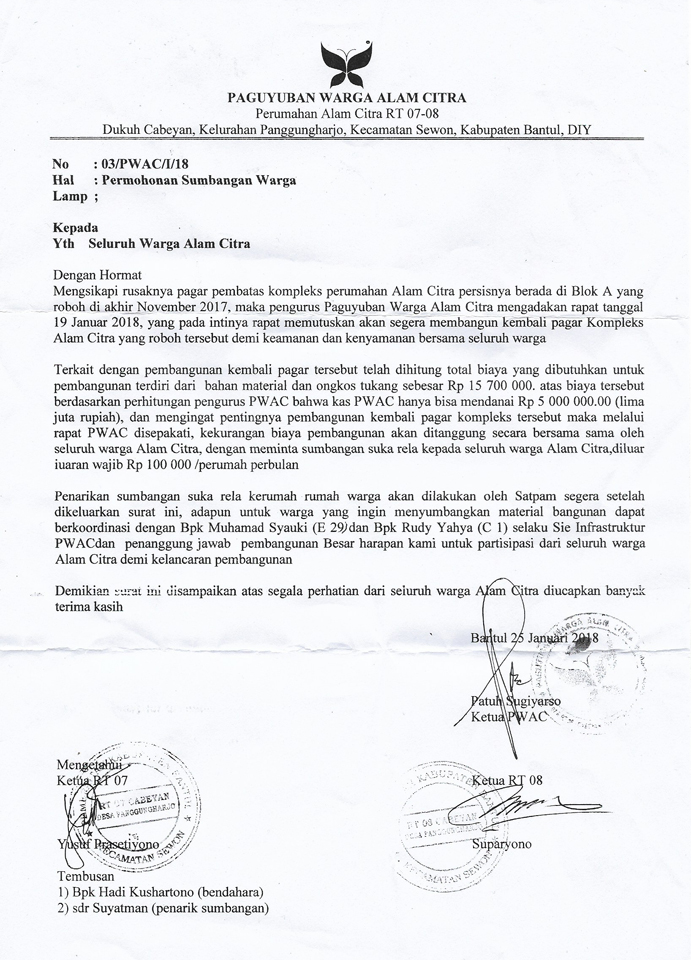 PAGUYUBAN WARGA ALAM CITRA
Perumahan Alam Citra RT 07-08
Dukuh Cabeyan, Kelurahan Panggungharjo, Kecamatan Sewon, Kabupaten Bantul, DIY
No : 03/PWAC/I/18
Hal : Permohonan Sumbangan Warga
Lamp ;
Kepada
Yth Seluruh Warga Alam Citra
Dengan Hormat
Mengsikapi rusaknya pagar pembatas kompleks perumahan Alam Citra persisnya berada di Blok A yang
roboh di akhir November 2017, maka pengurus Paguyuban Warga Alam Citra mengadakan rapat tanggal
19 Januar 2018, yang pada intinya rapat memutuskan akan segera membangun kembali pagar Kompleks
Alam Citra yang roboh tersebut demi keamanan dan kenyamanan bersama seluruh warga
Terkait dengan pembangunan kembali pagar tersebut telah dihitung total biaya yang dibutuhkan untuk
pembangunan terdiri dari bahan material dan ongkos tukang sebesar Rp 15 700 000. atas biaya tersebut
berdasarkan perhitungan pengurus PWAC bahwa kas PWAC hanya bisa mendanai Rp 5 000 000.00 (lima
juta rupiah), dan mengingat pentingnya pembangunan kembali pagar kompleks tersebut maka melalui
rapat PWAC disepakati, kekurangan biaya pembangunan akan ditanggung secara bersama sama oleh
seluruh warga Alam Citra, dengan meminta sumbangan suka rela kepada seluruh warga Alam Citra,diluar
iuaran wajib Rp 100 000 /perumah perbulan
Penarikan sumbangan suka rela kerumah rumah warga akan dilakukan oleh Satpam segera setelah
dikeluarkan surat ini, adapun untuk warga yang ingin menyumbangkan material bangunan dapat
berkoordinasi dengan Bpk Muhamad Syauki (E 29)dan Bpk Rudy Yahya (C 1) selaku Sie Infrastruktur
PWACdan penanggung jawab pembangunan Besar harapan kami untuk partisipasi dari seluruh warga
Alam Citra demi kelancaran pembangunan
Demikian surat ini disampaikan atas segala perhatian dari seluruh warga Alam Citra diucapkan banyak
terima kasih
Bantul 25 Januari 2018
Patuh Sugiyarso
Ketua PWAC
Mengetahui
Ketua RT 07
RT 07 CABEYAN
DESA PANGGUNGHARJO
KECAMATAN SEWON
Yusuf Prasetiyono
Ketua RT 08
RT 08 CABEYAN
KECAMATAN SEWON
Suparyono
Tembusan
1) Bpk Hadi Kushartono (bendahara)
2) sdr Suyatman (penarik sumbangan)